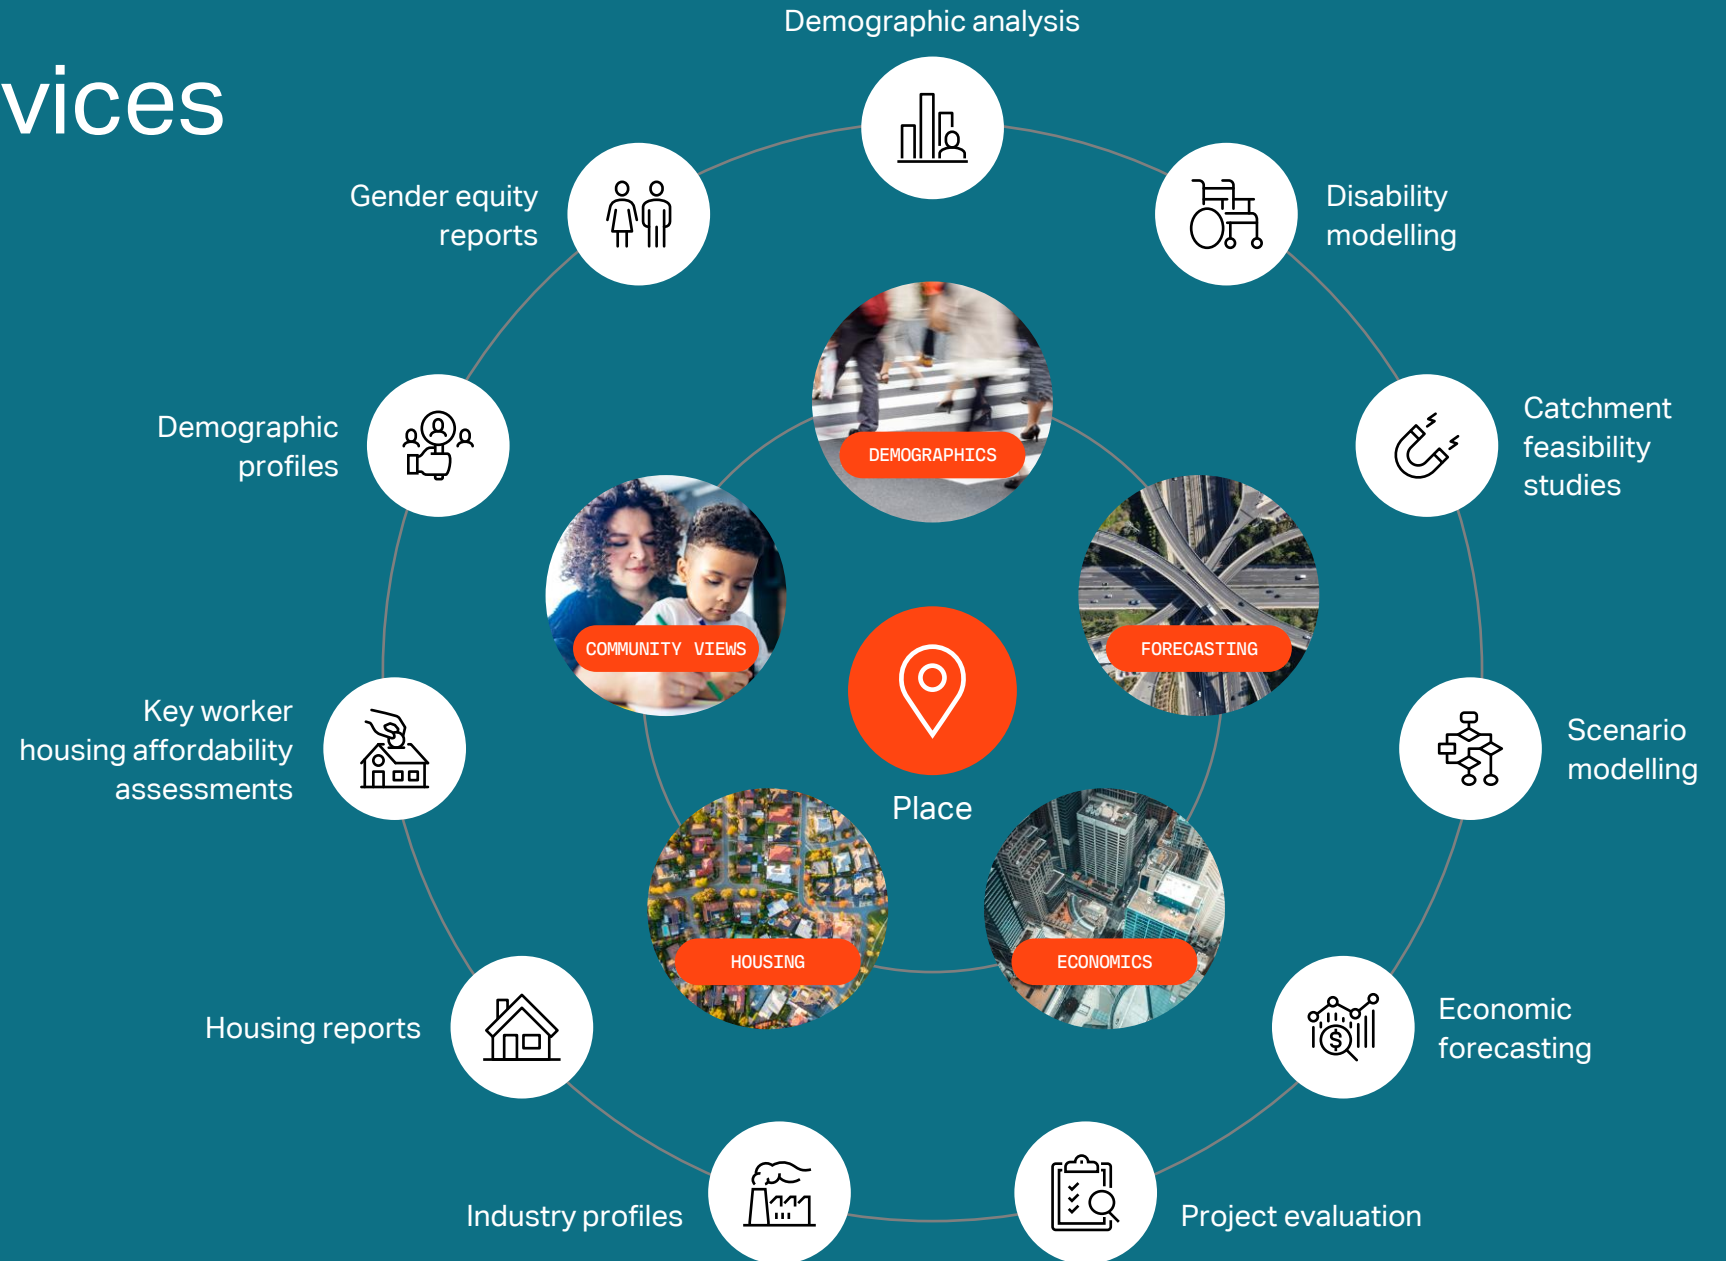 vices
Demographic analysis
Gender equity
reports
Disability
modelling
Demographic
profiles
Catchment
feasibility
studies
DEMOGRAPHICS
COMMUNITY VIEWS
FORECASTING
Key worker
housing affordability
assessments
Scenario
modelling
Place
HOUSING
ECONOMICS
Housing reports
Economic
forecasting
Industry profiles
Project evaluation